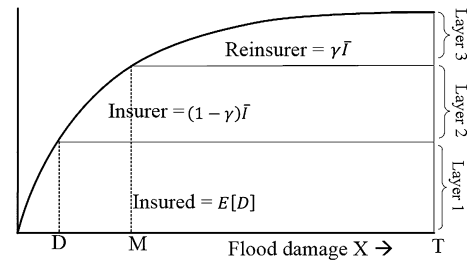 Reinsurer = γĪ
Layer 3
Insurer = (1 − γ)Ī
Layer 2
Insured = E[D]
Layer 1
D M Flood damage X → T